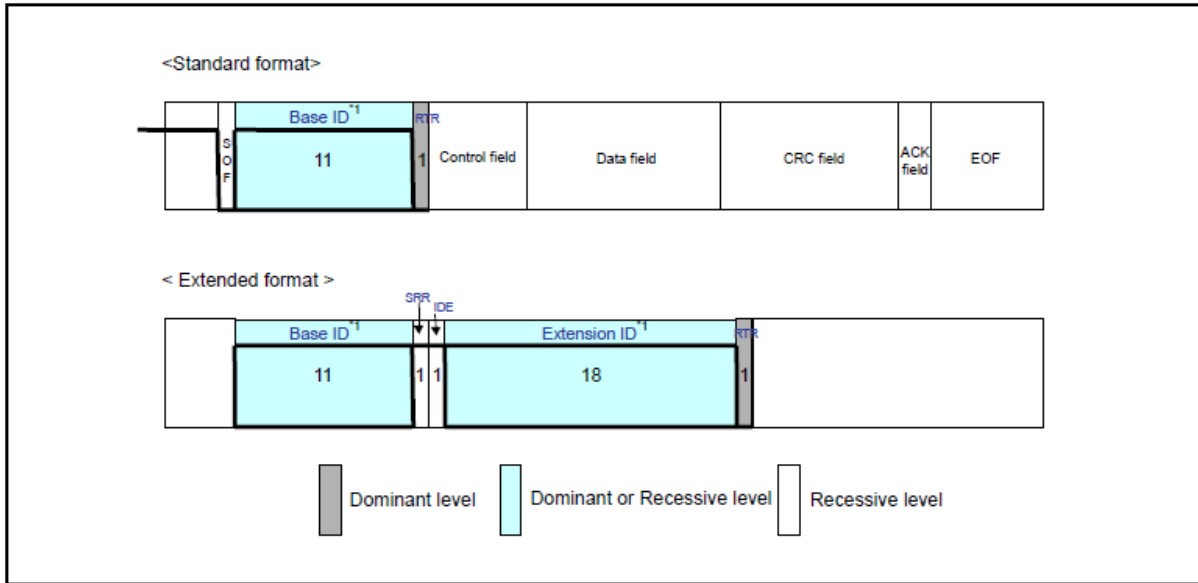 <Standard format>
Base ID*1
RTR
SOF
11
1
Control field
Data field
CRC field
ACK
field
EOF
< Extended format >
SRR
IDE
Base ID*1
Extension ID*1
RTR
11
1
1
18
1
Dominant level
Dominant or Recessive level
Recessive level